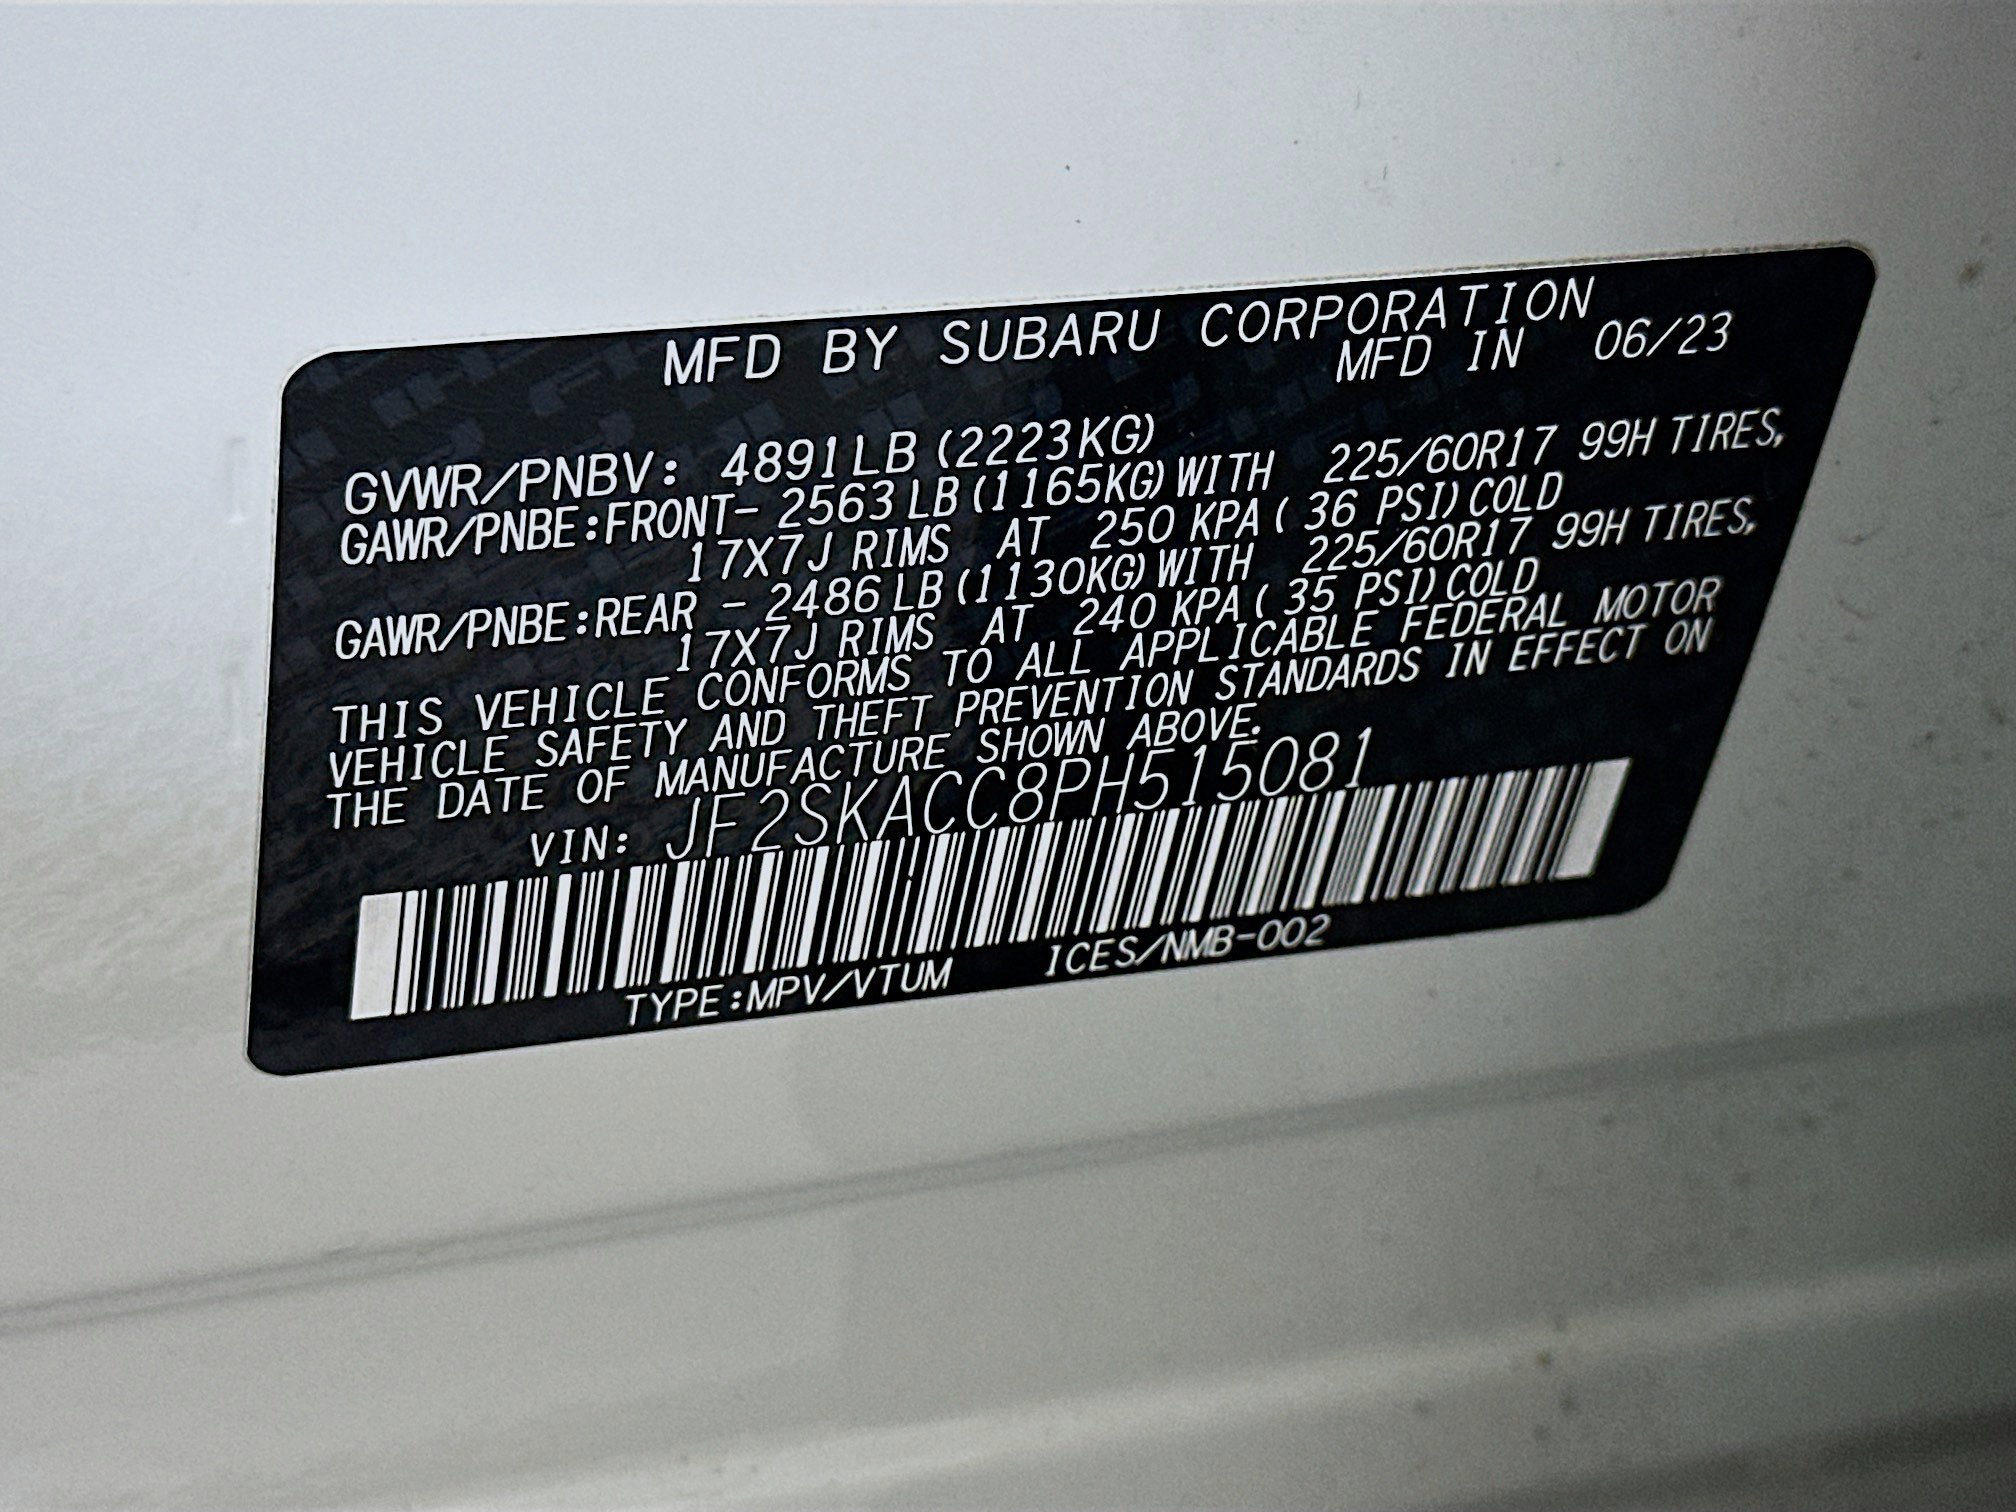 MFD BY SUBARU CORPORATION
MFD IN 06/23
GVWR/PNBV: 4891LB (2223KG)
GAWR/PNBE:FRONT- 2563 LB (1165KG) WITH 225/60R17 99H TIRES,
17X7J RIMS AT 250 KPA ( 36 PSI) COLD
GAWR/PNBE:REAR - 2486 LB (1130KG) WITH 225/60R17 99H TIRES,
17X7J RIMS AT 240 KPA ( 35 PSI) COLD
THIS VEHICLE CONFORMS TO ALL APPLICABLE FEDERAL MOTOR
VEHICLE SAFETY AND THEFT PREVENTION STANDARDS IN EFFECT ON
THE DATE OF MANUFACTURE SHOWN ABOVE.
VIN: JF2SKACC8PH515081
TYPE:MPV/VTUM ICES/NMB-002